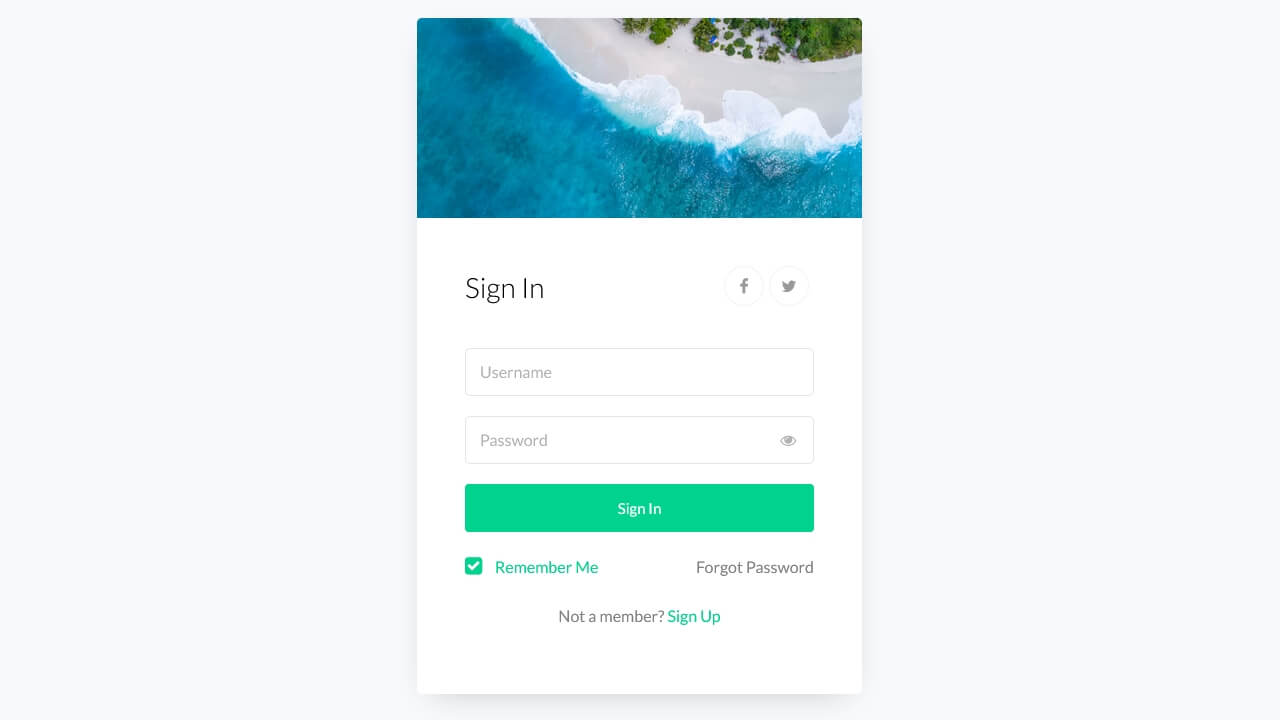 Sign In
Username
Password
Sign In
Remember Me
Forgot Password
Not a member? Sign Up